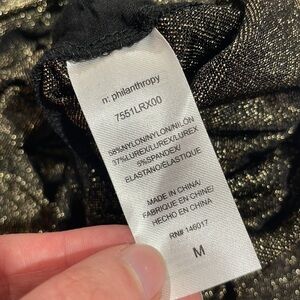 n: philanthropy
7551LRX00
58%NYLON/NYLON/NILÓN
37%LUREX/LUREX/LUREX
5%SPANDEX/
ELASTANO/ELASTIQUE
MADE IN CHINA/
FABRIQUE EN CHINE/
HECHO EN CHINA
RN# 146017
M